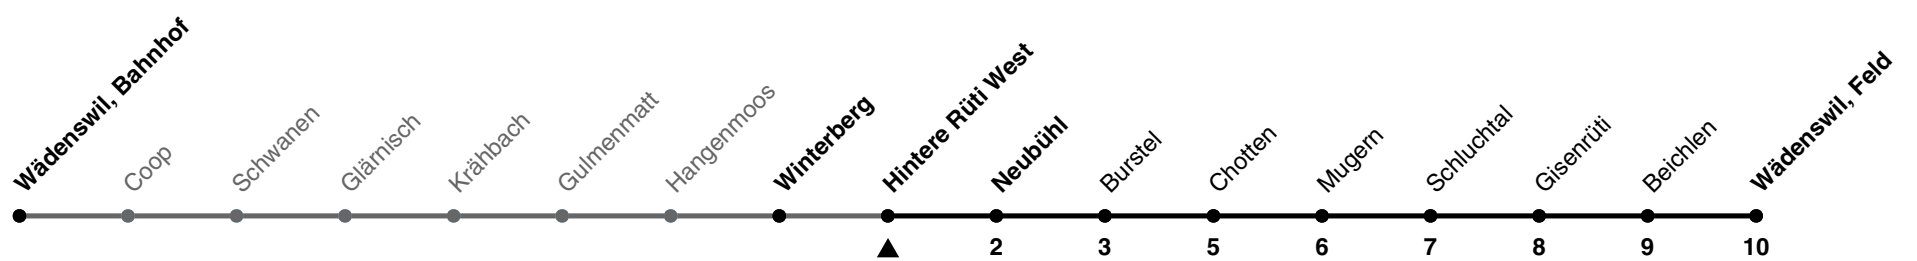 Wädenswil, Bahnhof
Coop
Schwanen
Glärnisch
Krähbach
Gulmenmatt
Hangenmoos
Winterberg
Hintere Rüti West
Neubühl
Burstel
Chotten
Mugern
Schluchtal
Gisenrüti
Beichlen
Wädenswil, Feld
2 3 5 6 7 8 9 10